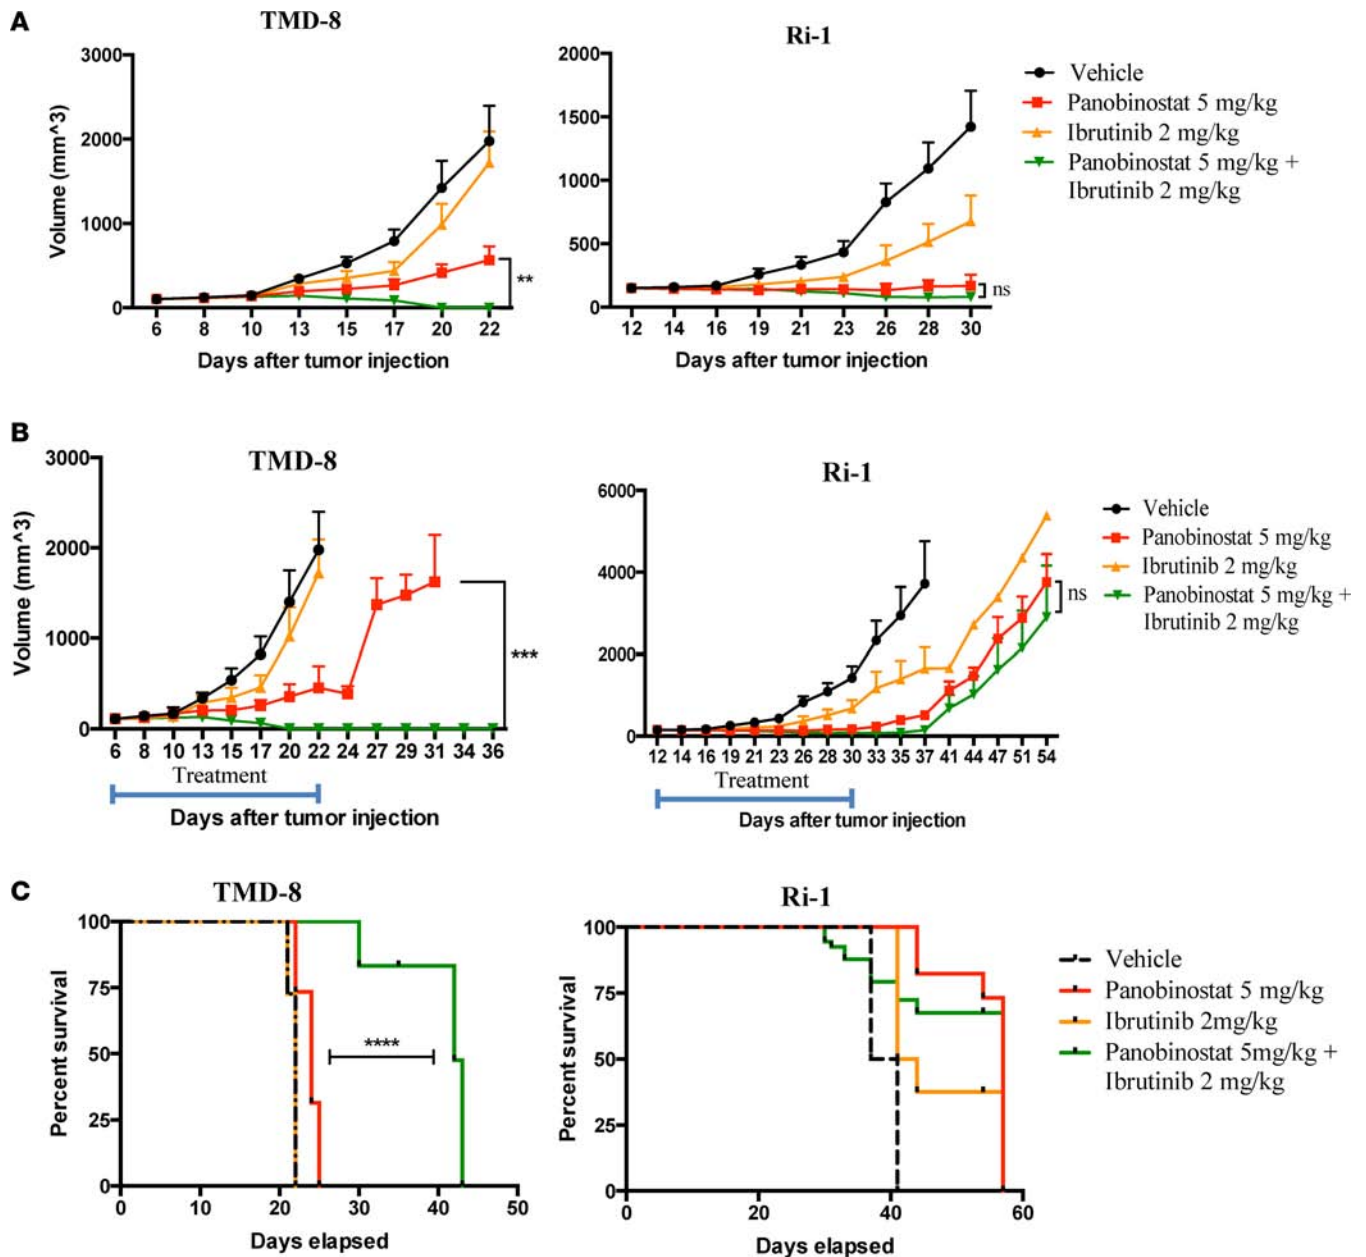 A
TMD-8
Ri-1
Volume (mm^3)
3000
2000
1000
0
6 8 10 13 15 17 20 22
Days after tumor injection
**
2000
1500
1000
500
0
12 14 16 19 21 23 26 28 30
Days after tumor injection
ns
Vehicle
Panobinostat 5 mg/kg
Ibrutinib 2 mg/kg
Panobinostat 5 mg/kg +
Ibrutinib 2 mg/kg
B
TMD-8
Ri-1
Volume (mm^3)
3000
2000
1000
0
6 8 10 13 15 17 20 22 24 27 29 31 34 36
Treatment
Days after tumor injection
***
6000
4000
2000
0
12 14 16 19 21 23 26 28 30 33 35 37 41 44 47 51 54
Treatment
Days after tumor injection
ns
Vehicle
Panobinostat 5 mg/kg
Ibrutinib 2 mg/kg
Panobinostat 5 mg/kg +
Ibrutinib 2 mg/kg
C
TMD-8
Ri-1
Percent survival
100
75
50
25
0
0 10 20 30 40 50
Days elapsed
****
Percent survival
100
75
50
25
0
0 20 40 60
Days elapsed
Vehicle
Panobinostat 5 mg/kg
Ibrutinib 2mg/kg
Panobinostat 5mg/kg +
Ibrutinib 2 mg/kg